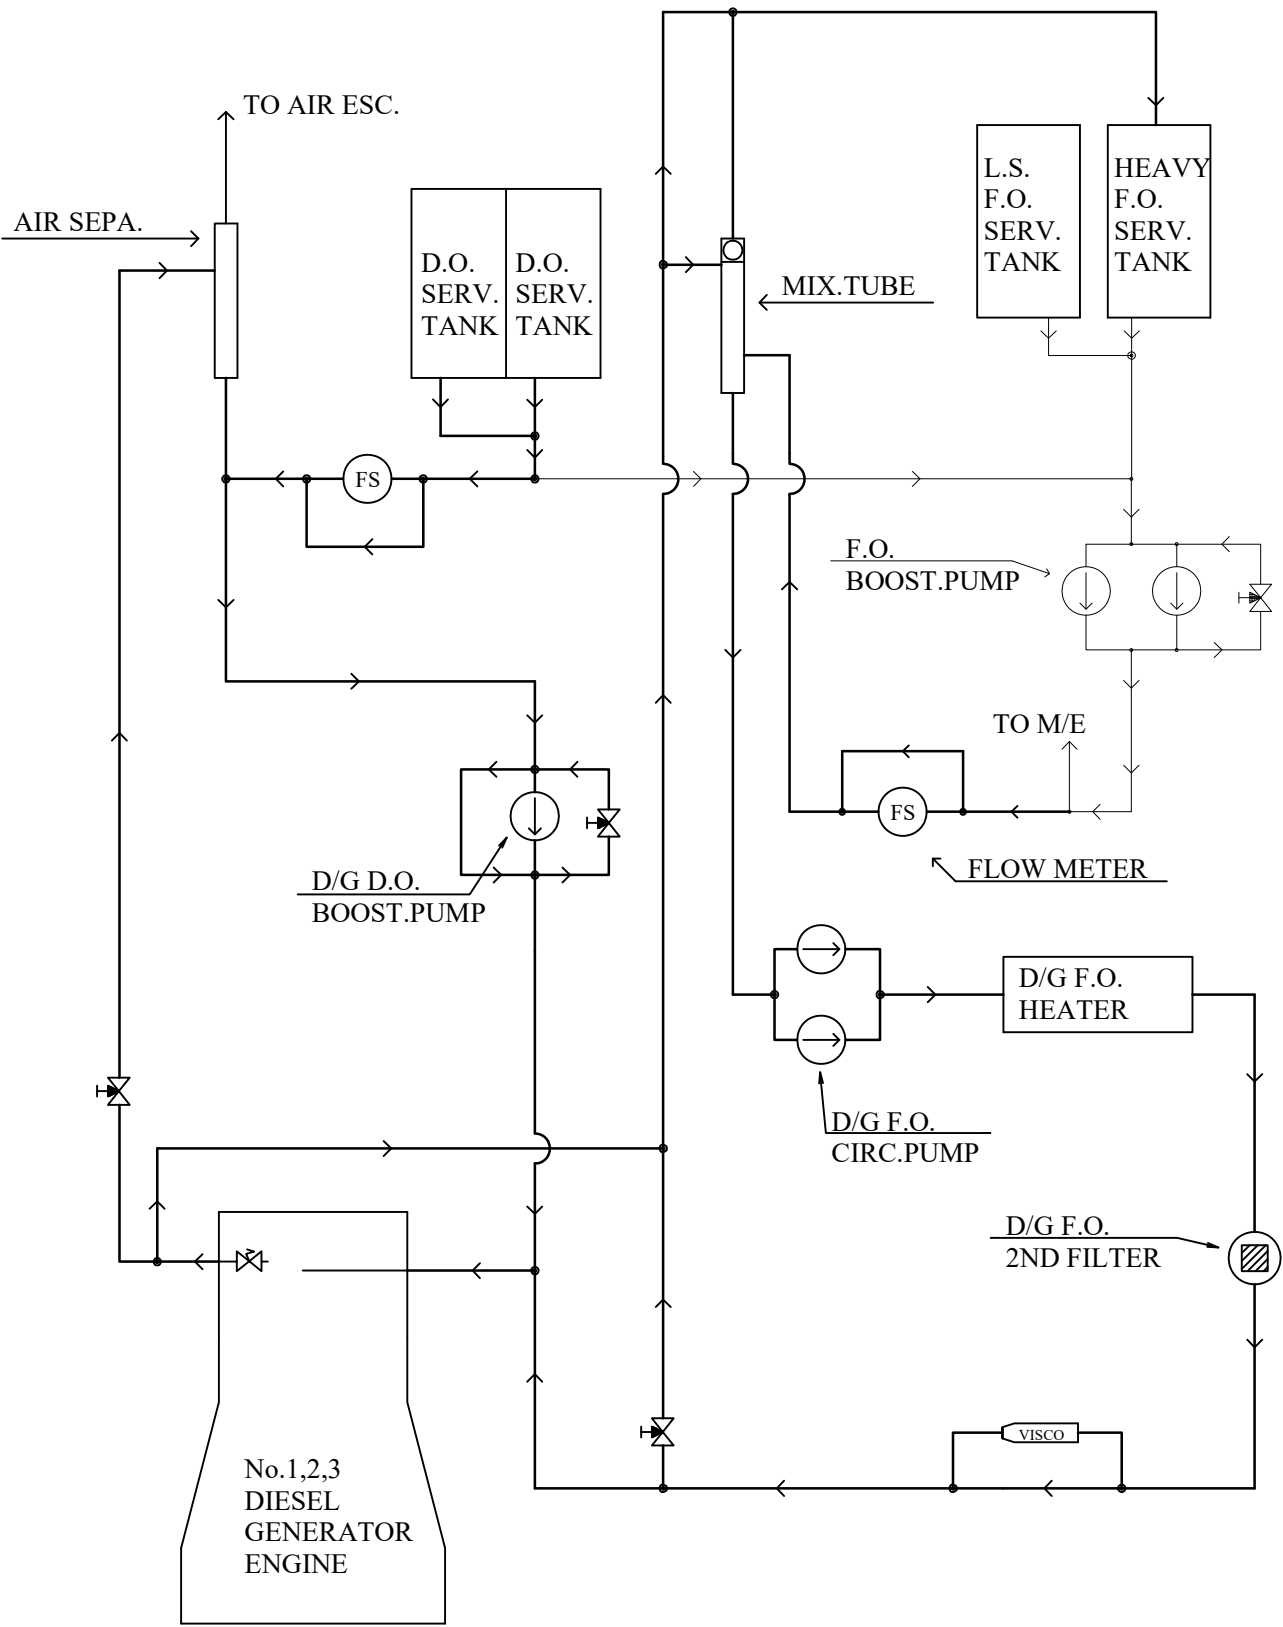 TO AIR ESC.
AIR SEPA.
D.O.
SERV.
TANK
D.O.
SERV.
TANK
MIX.TUBE
L.S.
F.O.
SERV.
TANK
HEAVY
F.O.
SERV.
TANK
FS
F.O.
BOOST.PUMP
TO M/E
FS
FLOW METER
D/G D.O.
BOOST.PUMP
D/G F.O.
HEATER
D/G F.O.
CIRC.PUMP
D/G F.O.
2ND FILTER
VISCO
No.1,2,3
DIESEL
GENERATOR
ENGINE